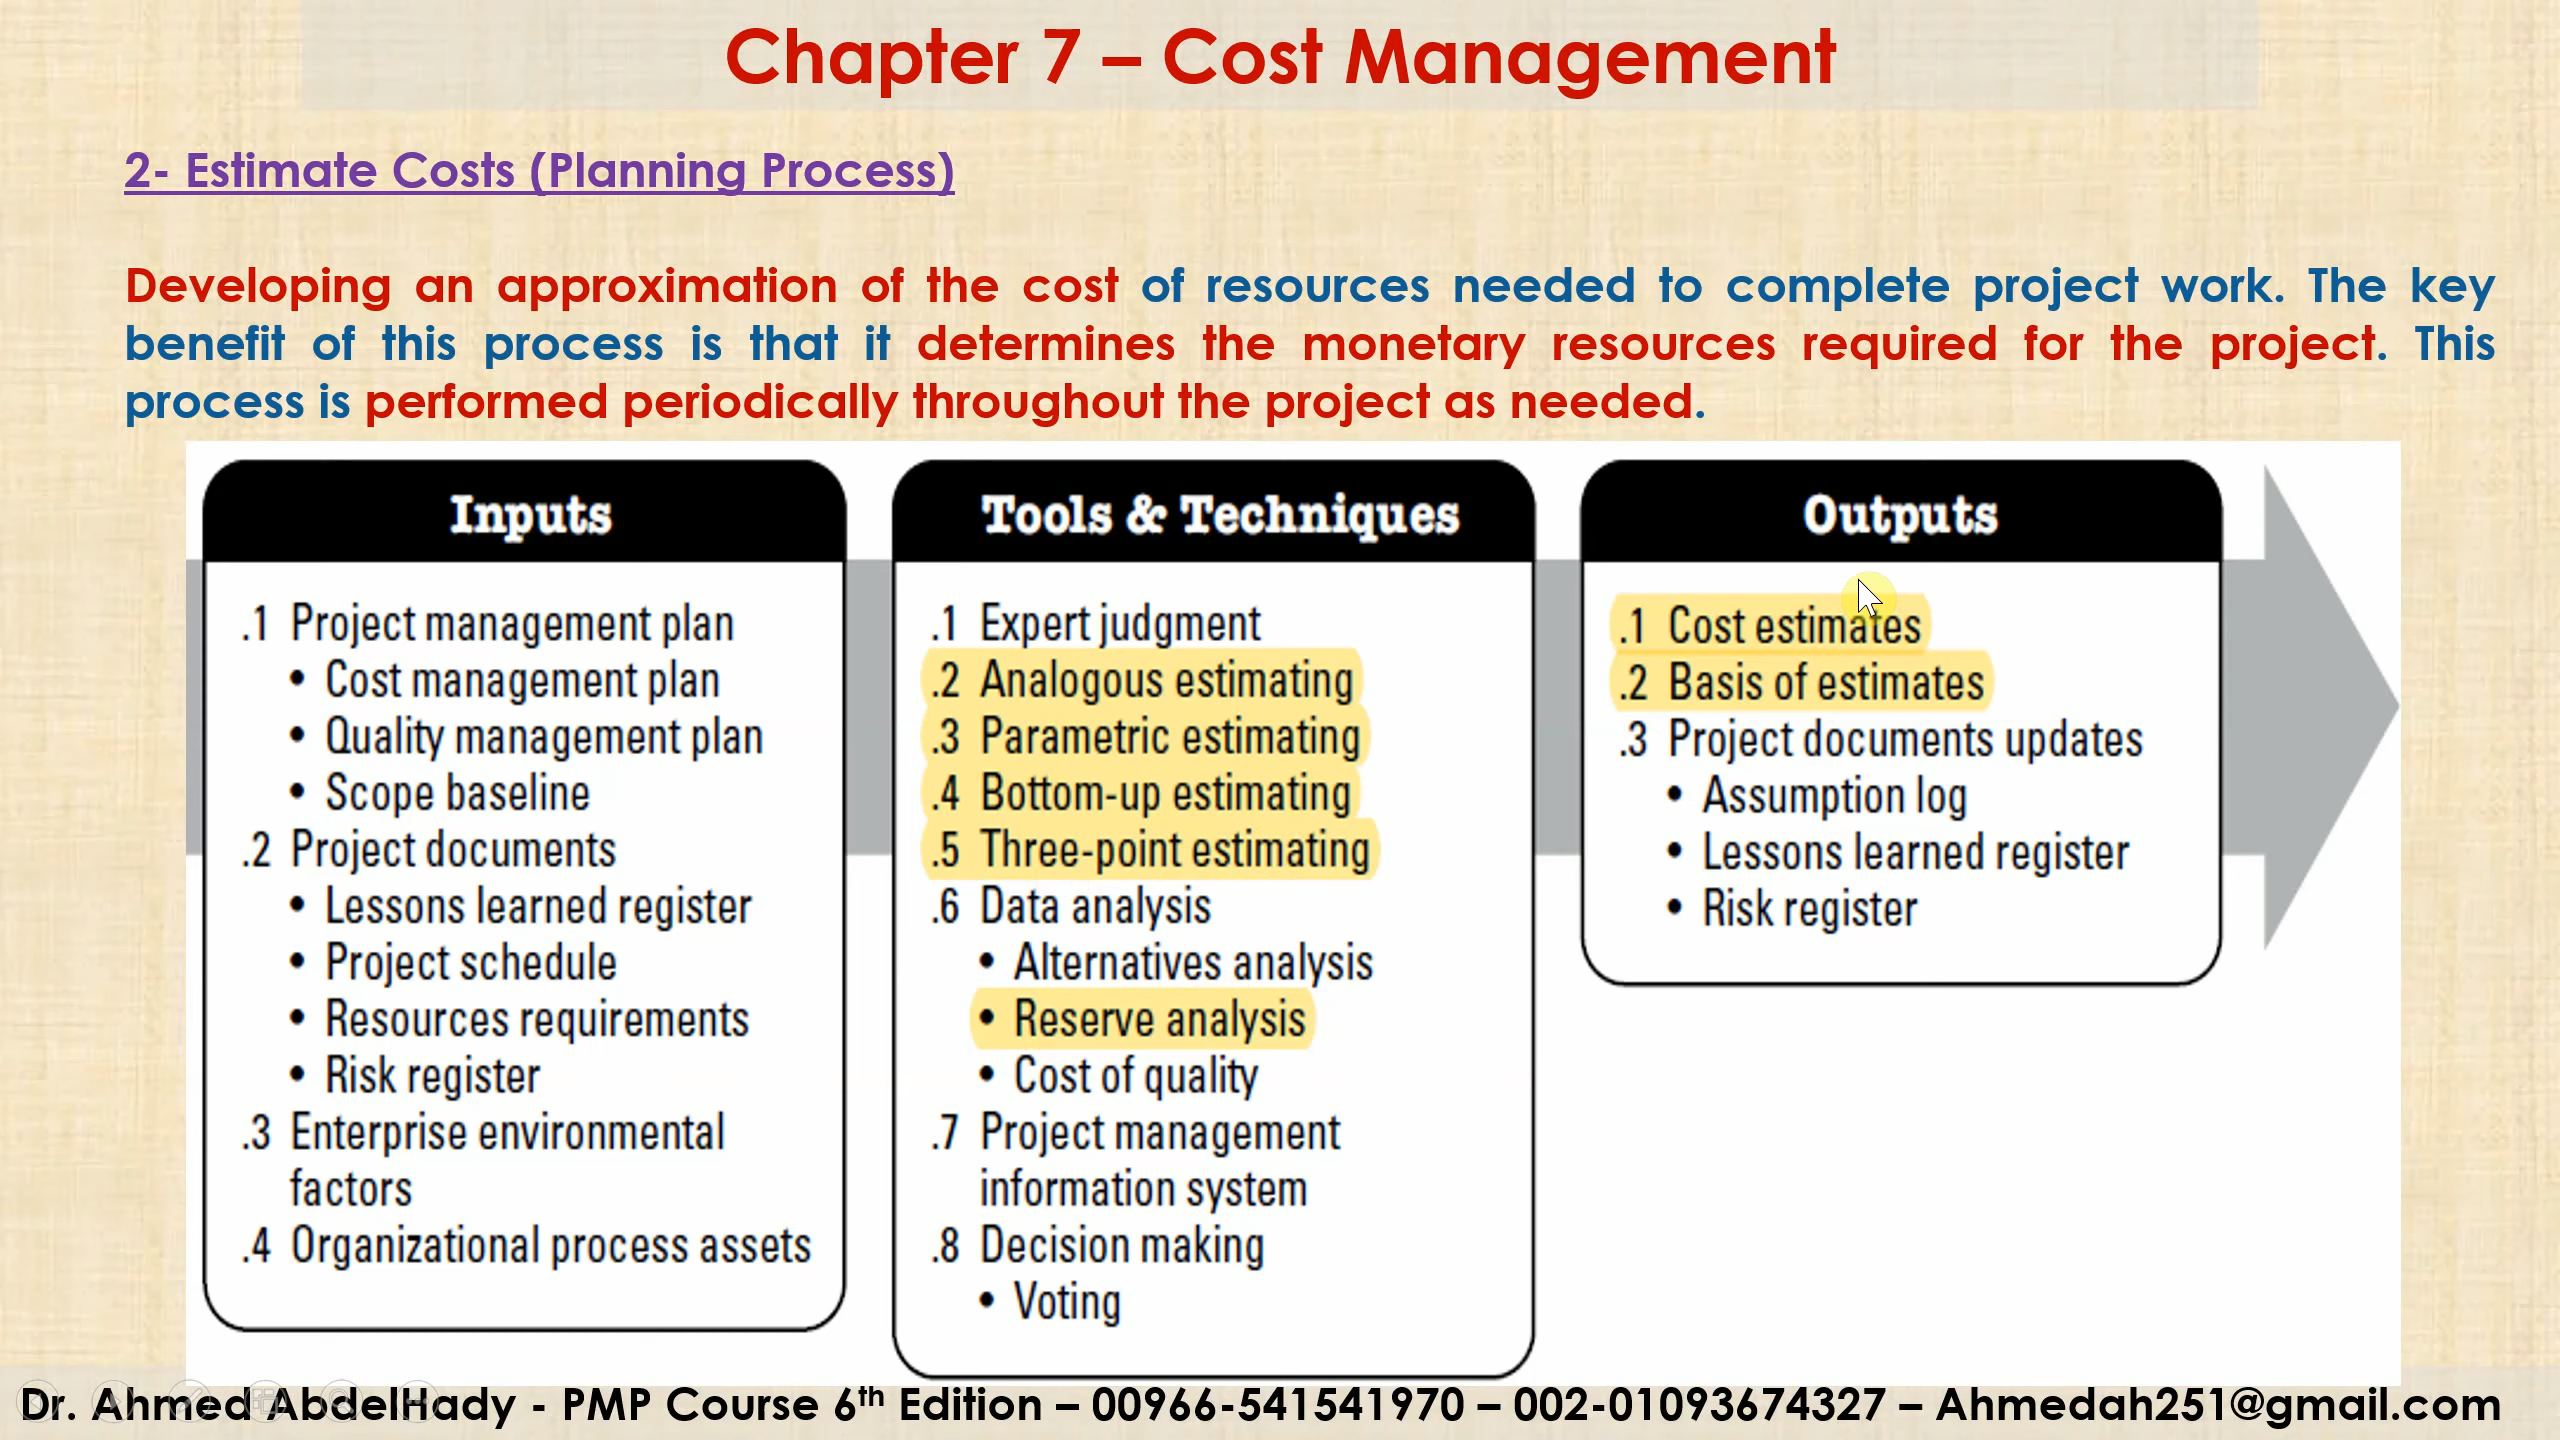 Chapter 7 – Cost Management
2- Estimate Costs (Planning Process)
Developing an approximation of the cost of resources needed to complete project work. The key
benefit of this process is that it determines the monetary resources required for the project. This
process is performed periodically throughout the project as needed.
Inputs
.1 Project management plan
• Cost management plan
• Quality management plan
• Scope baseline
.2 Project documents
• Lessons learned register
• Project schedule
• Resources requirements
• Risk register
.3 Enterprise environmental
factors
.4 Organizational process assets
Tools & Techniques
.1 Expert judgment
.2 Analogous estimating
.3 Parametric estimating
.4 Bottom-up estimating
.5 Three-point estimating
.6 Data analysis
• Alternatives analysis
• Reserve analysis
• Cost of quality
.7 Project management
information system
.8 Decision making
• Voting
Outputs
.1 Cost estimates
.2 Basis of estimates
.3 Project documents updates
• Assumption log
• Lessons learned register
• Risk register
Dr. Ahmed AbdelHady - PMP Course 6th Edition – 00966-541541970 – 002-01093674327 – Ahmedah251@gmail.com